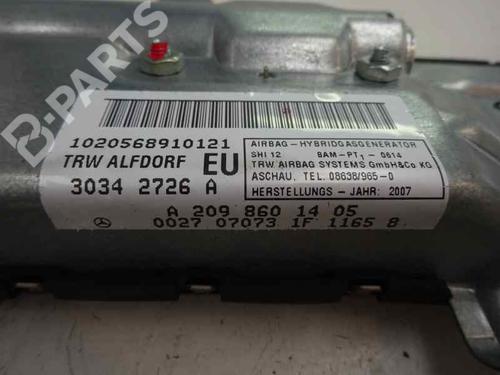 B-PARTS
1020568910121
TRW ALFDORF EU
3034 2726 A
AIRBAG - HYBRIDGASGENERATOR
SHI 12 BAM-PT1 - 0614
TRW AIRBAG SYSTEMS GmbH&Co KG
ASCHAU. TEL. 08638/965-0
HERSTELLUNGS - JAHR: 2007
A 209 860 14 05
0027 07073 1F 1165 8